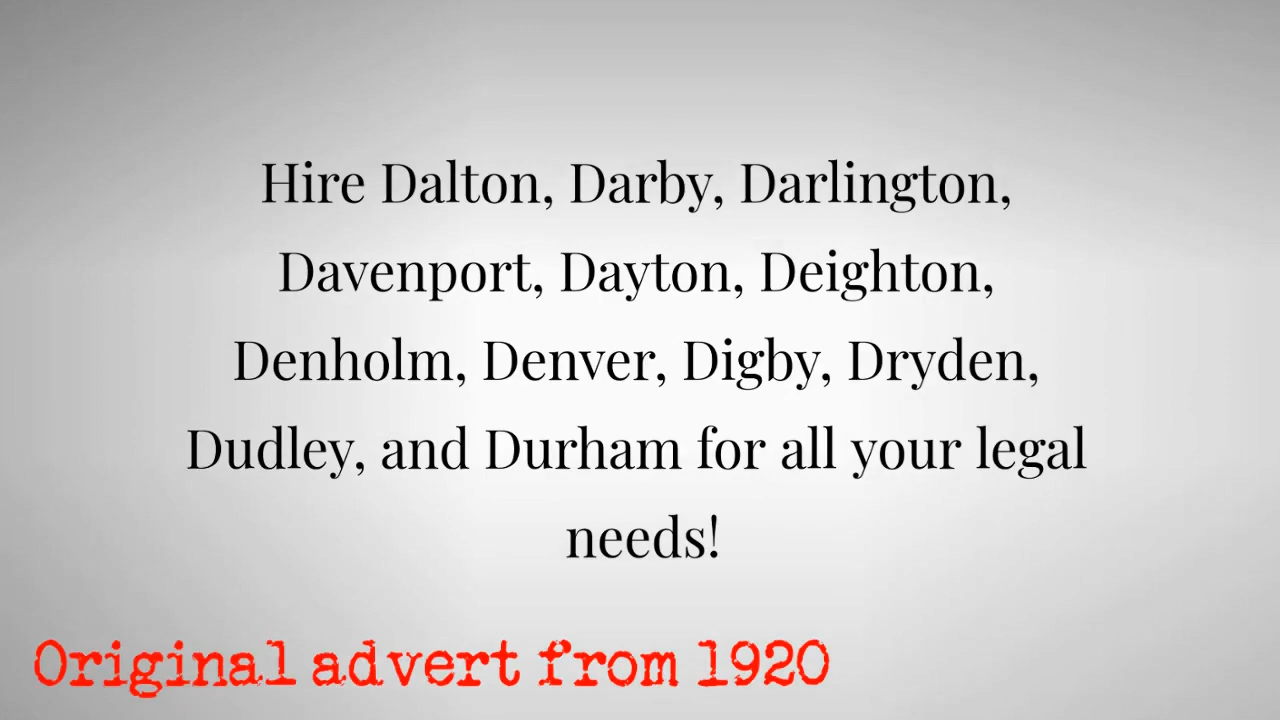 Hire Dalton, Darby, Darlington,
Davenport, Dayton, Deighton,
Denholm, Denver, Digby, Dryden,
Dudley, and Durham for all your legal
needs!
Original advert from 1920